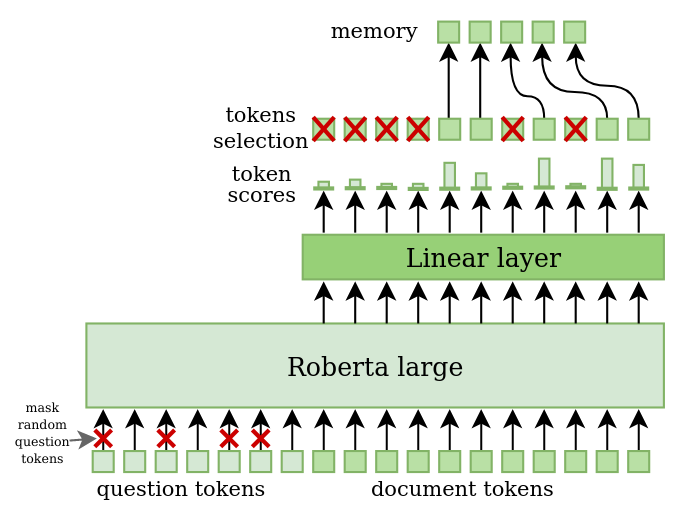 memory
tokens
selection
token
scores
Linear layer
Roberta large
mask
random
question
tokens
question tokens
document tokens